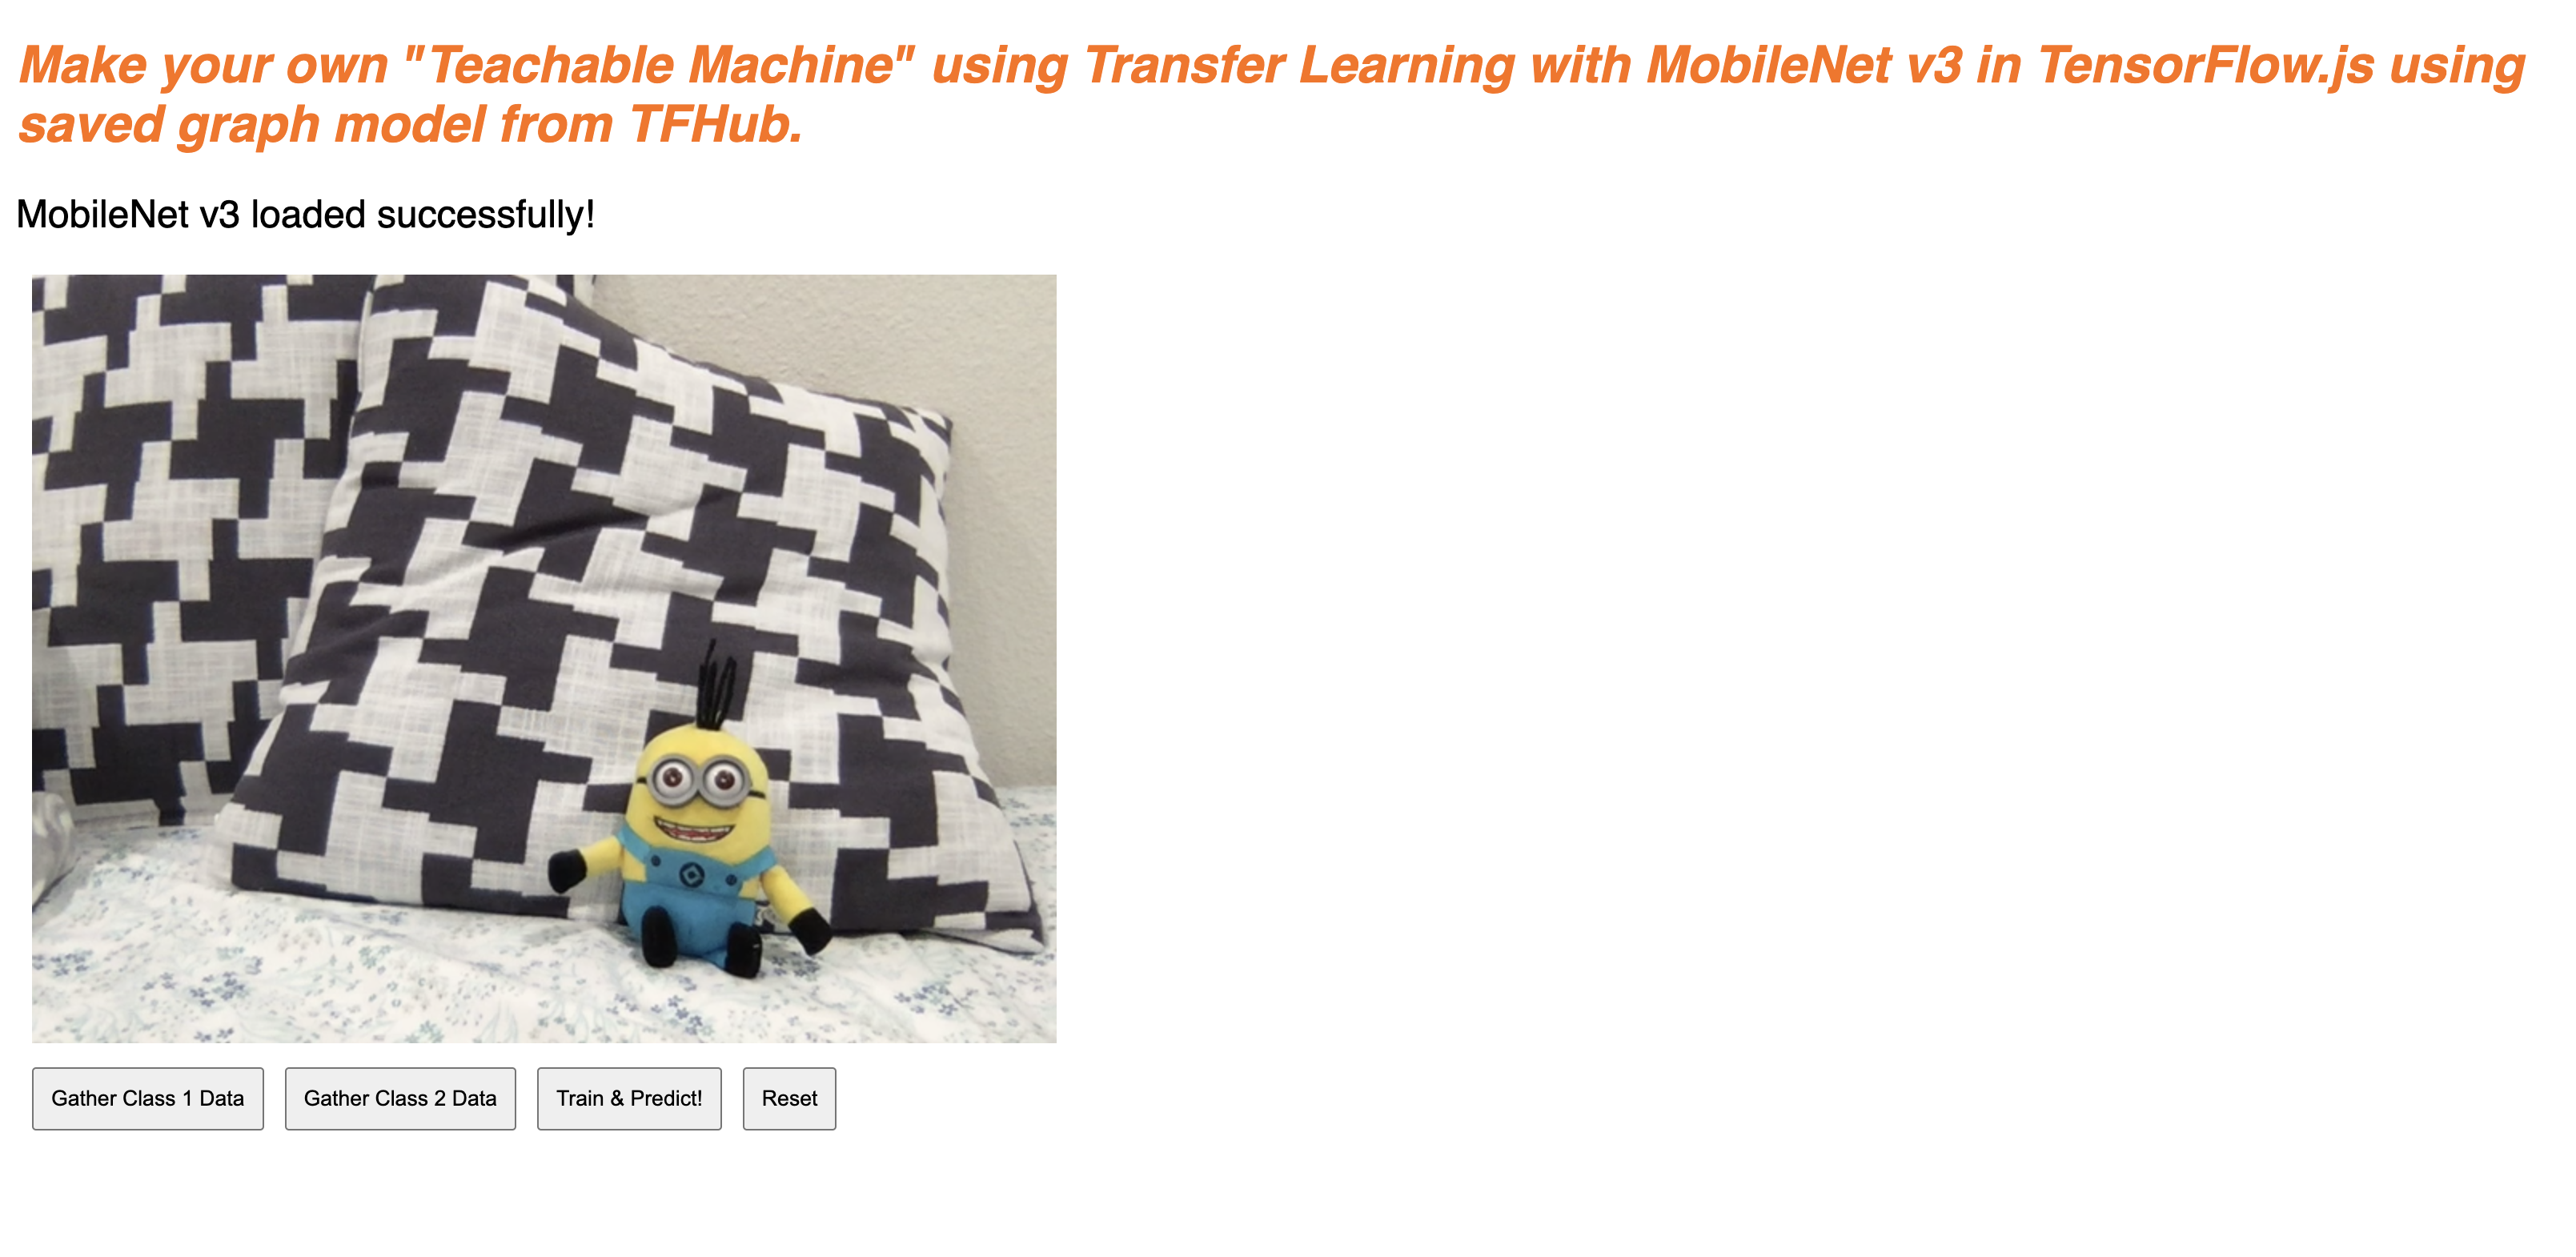 Make your own "Teachable Machine" using Transfer Learning with MobileNet v3 in TensorFlow.js using
saved graph model from TFHub.
MobileNet v3 loaded successfully!
Gather Class 1 Data
Gather Class 2 Data
Train & Predict!
Reset